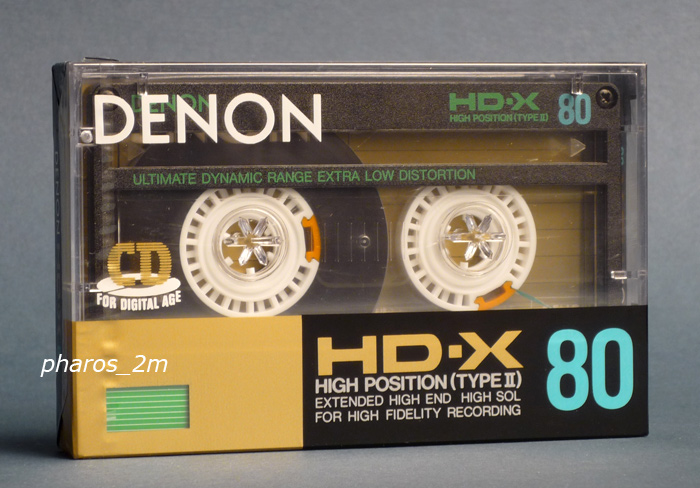 DENON
DENON
HD·X
HIGH POSITION (TYPE II)
80
ULTIMATE DYNAMIC RANGE EXTRA LOW DISTORTION
CD
FOR DIGITAL AGE
pharos_2m
HD·X
HIGH POSITION (TYPE II)
EXTENDED HIGH END HIGH SOL
FOR HIGH FIDELITY RECORDING
80